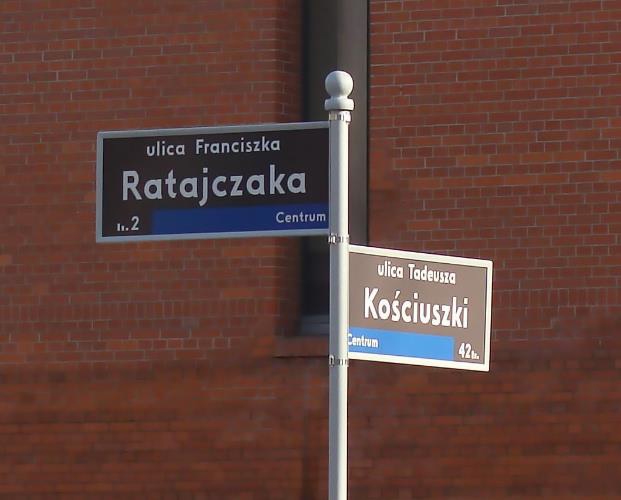 ulica Franciszka
Ratajczaka
2
Centrum
ulica Tadeusza
Kościuszki
Centrum
42